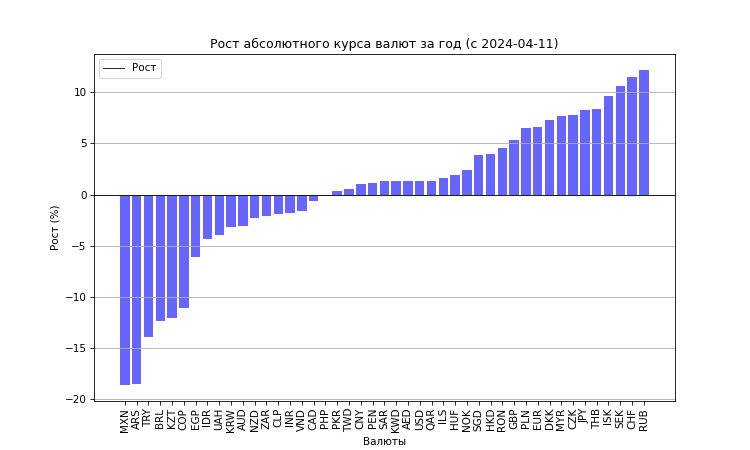 Рост абсолютного курса валют за год (с 2024-04-11)
Рост
10
5
0
−5
−10
−15
−20
Рост (%)
MXN
ARS
TRY
BRL
KZT
COP
EGP
IDR
UAH
KRW
AUD
NZD
ZAR
CLP
INR
VND
CAD
PHP
PKR
TWD
CNY
PEN
SAR
KWD
AED
USD
QAR
ILS
HUF
NOK
SGD
HKD
RON
GBP
PLN
EUR
DKK
MYR
CZK
JPY
THB
ISK
SEK
CHF
RUB
Валюты